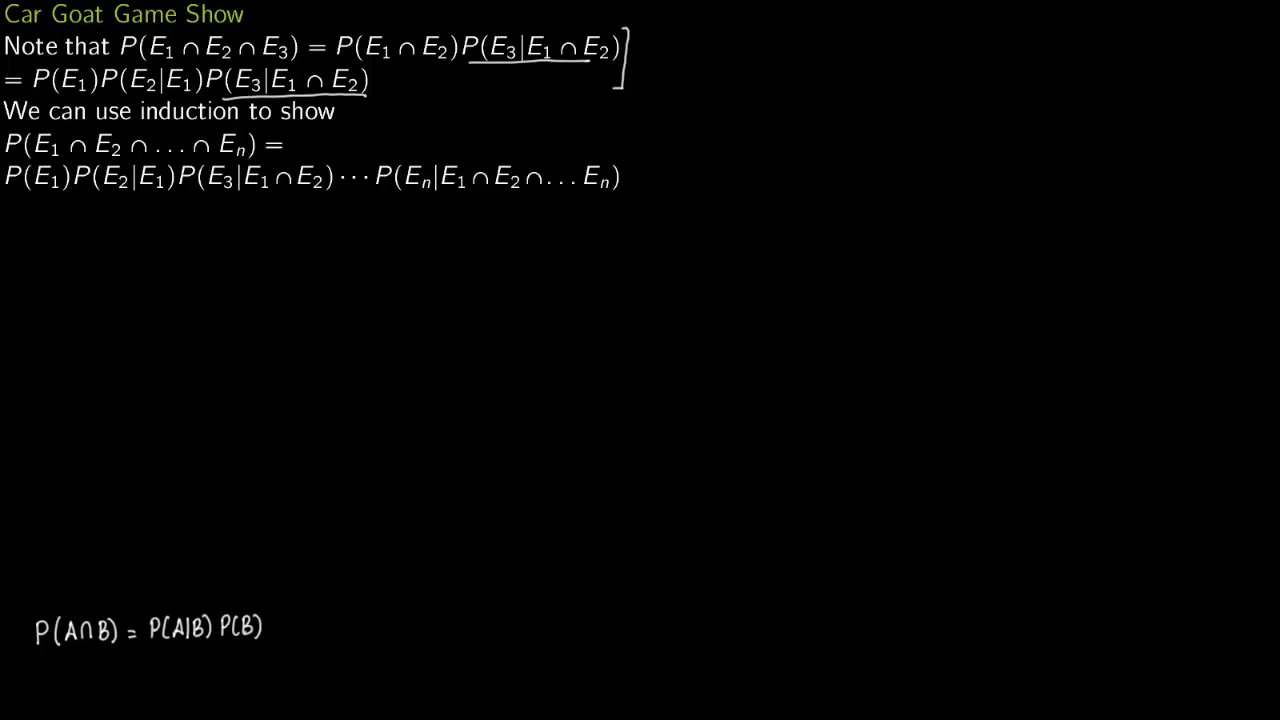 Car Goat Game Show
Note that P(E₁ ∩ E₂ ∩ E₃) = P(E₁ ∩ E₂)P(E₃|E₁ ∩ E₂)
= P(E₁)P(E₂|E₁)P(E₃|E₁ ∩ E₂)
We can use induction to show
P(E₁ ∩ E₂ ∩ . . . ∩ Eₙ) =
P(E₁)P(E₂|E₁)P(E₃|E₁ ∩ E₂) · · · P(Eₙ|E₁ ∩ E₂ ∩ . . . Eₙ)
P(A∩B) = P(A|B) P(B)